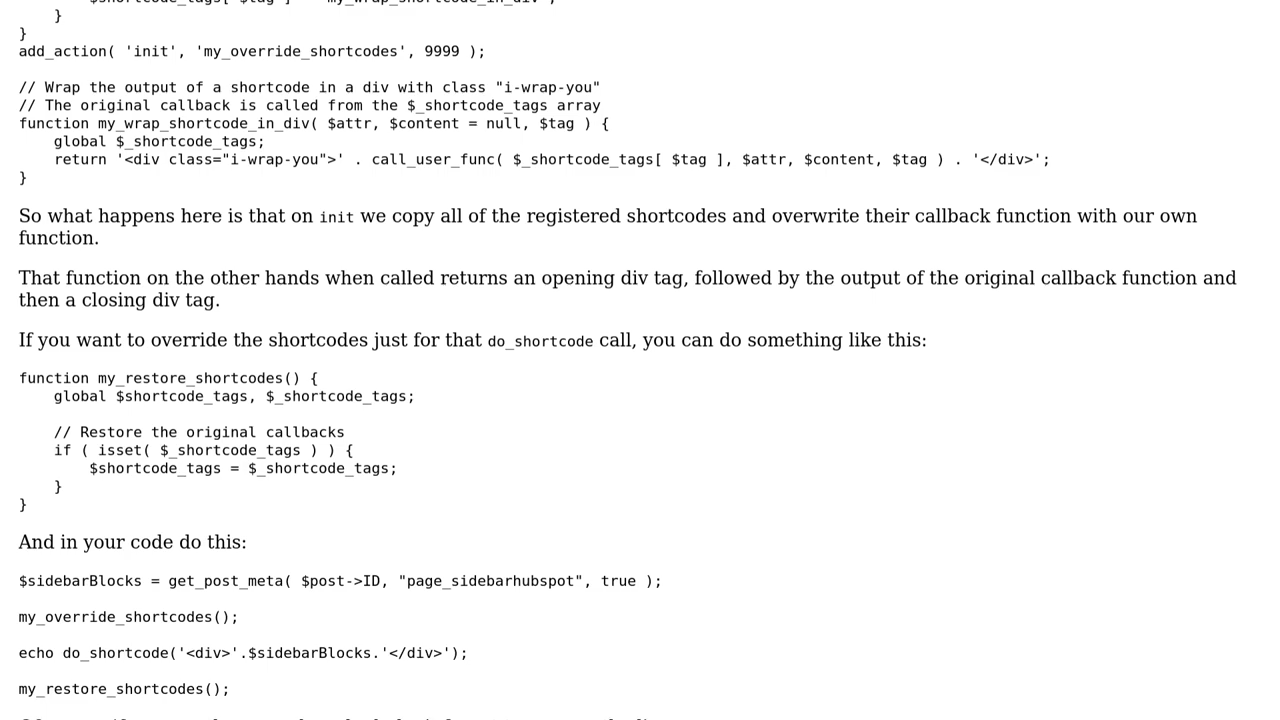 }
}
add_action( 'init', 'my_override_shortcodes', 9999 );
// Wrap the output of a shortcode in a div with class "i-wrap-you"
// The original callback is called from the $_shortcode_tags array
function my_wrap_shortcode_in_div( $attr, $content = null, $tag ) {
    global $_shortcode_tags;
    return '<div class="i-wrap-you">' . call_user_func( $_shortcode_tags[ $tag ], $attr, $content, $tag ) . '</div>';
}
So what happens here is that on init we copy all of the registered shortcodes and overwrite their callback function with our own
function.
That function on the other hands when called returns an opening div tag, followed by the output of the original callback function and
then a closing div tag.
If you want to override the shortcodes just for that do_shortcode call, you can do something like this:
function my_restore_shortcodes() {
    global $shortcode_tags, $_shortcode_tags;
    // Restore the original callbacks
    if ( isset( $_shortcode_tags ) ) {
        $shortcode_tags = $_shortcode_tags;
    }
}
And in your code do this:
$sidebarBlocks = get_post_meta( $post->ID, "page_sidebarhubspot", true );
my_override_shortcodes();
echo do_shortcode('<div>'.$sidebarBlocks.'</div>');
my_restore_shortcodes();